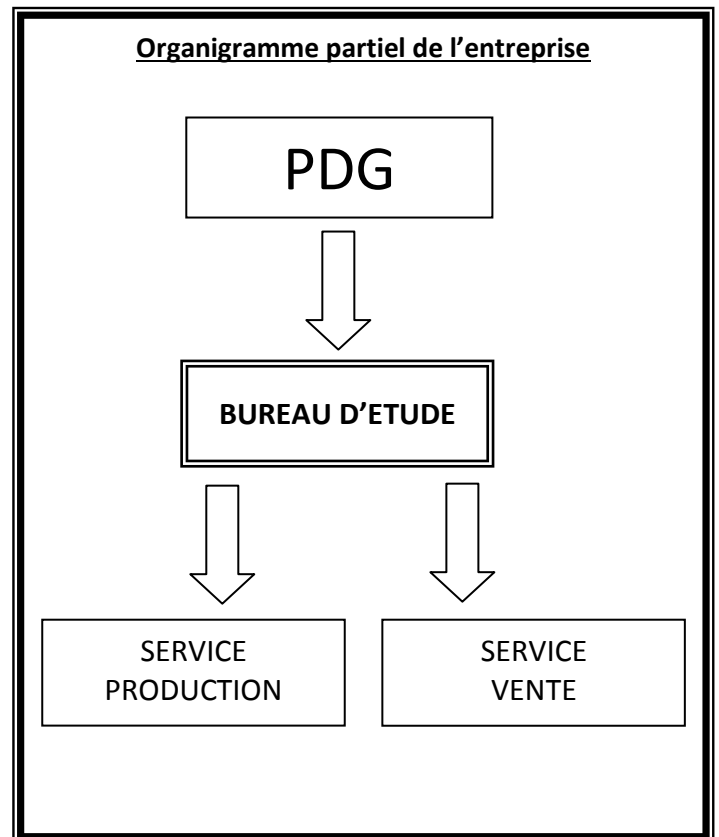 Organigramme partiel de l’entreprise
PDG
BUREAU D’ETUDE
SERVICE
PRODUCTION
SERVICE
VENTE